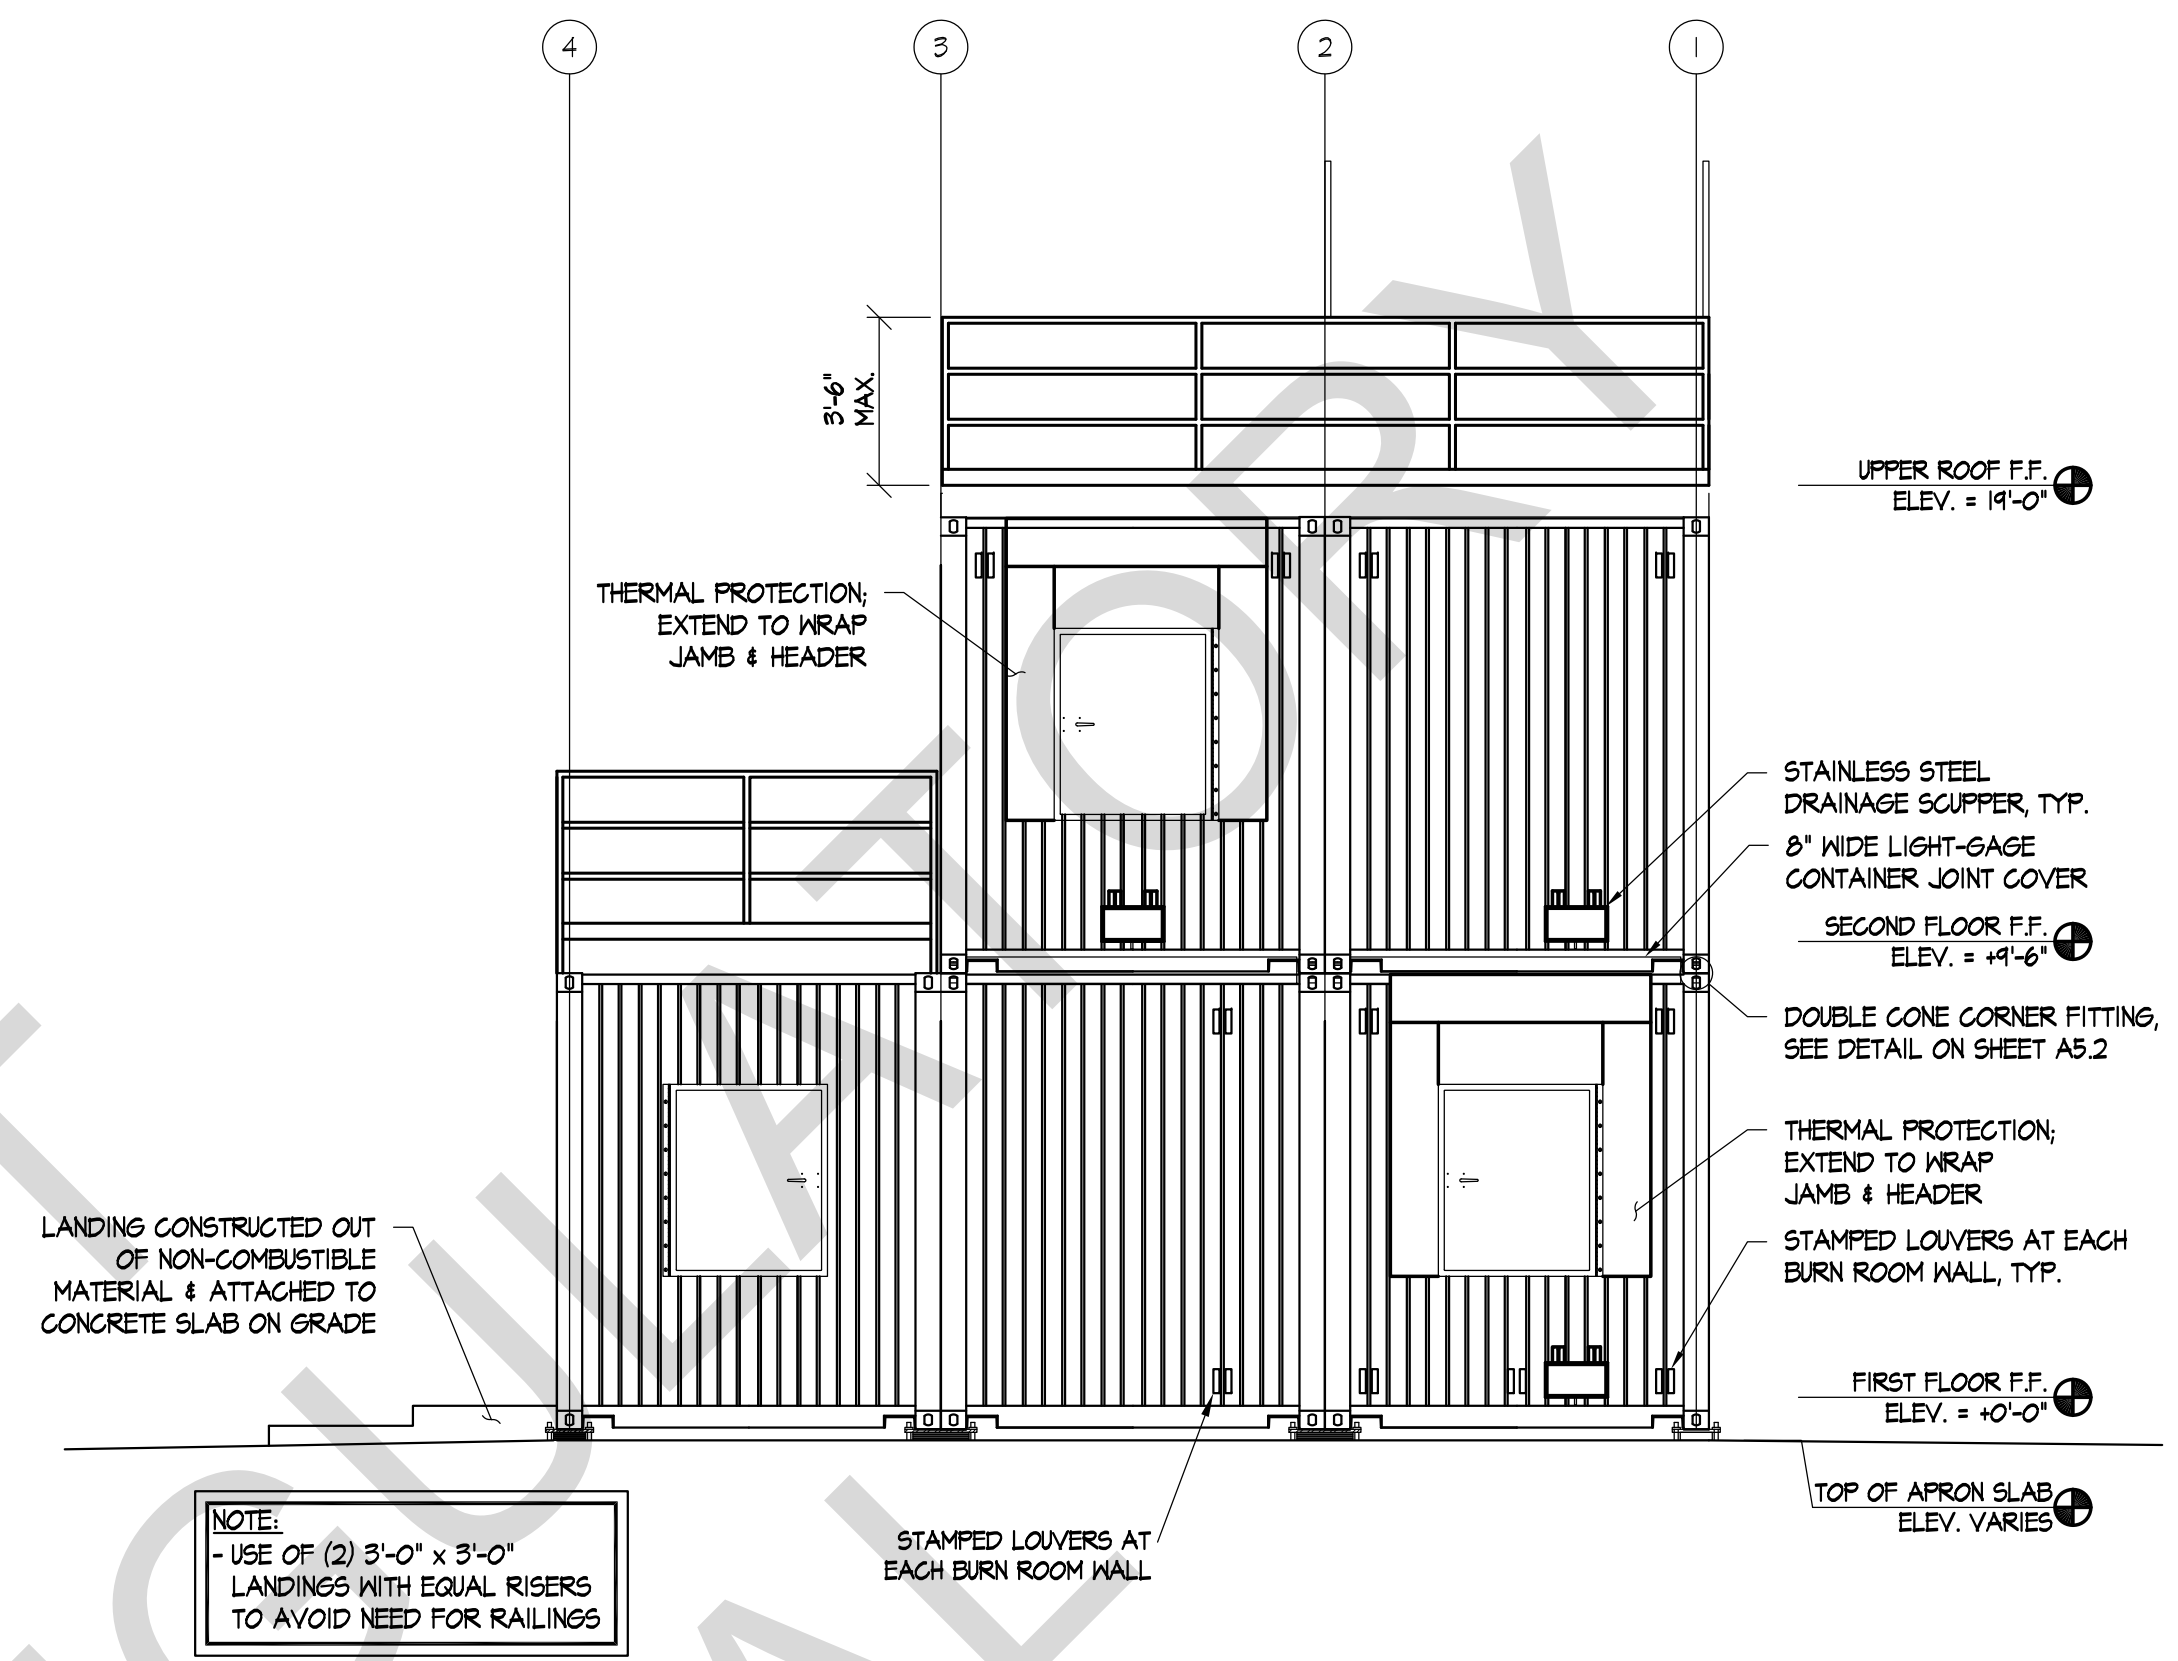 4
3
2
1
3'-6"
MAX.
UPPER ROOF F.F.
ELEV. = 19'-0"
THERMAL PROTECTION;
EXTEND TO WRAP
JAMB & HEADER
STAINLESS STEEL
DRAINAGE SCUPPER, TYP.
8" WIDE LIGHT-GAGE
CONTAINER JOINT COVER
SECOND FLOOR F.F.
ELEV. = +9'-6"
DOUBLE CONE CORNER FITTING,
SEE DETAIL ON SHEET A5.2
THERMAL PROTECTION;
EXTEND TO WRAP
JAMB & HEADER
LANDING CONSTRUCTED OUT
OF NON-COMBUSTIBLE
MATERIAL & ATTACHED TO
CONCRETE SLAB ON GRADE
STAMPED LOUVERS AT EACH
BURN ROOM WALL, TYP.
FIRST FLOOR F.F.
ELEV. = +0'-0"
TOP OF APRON SLAB
ELEV. VARIES
NOTE:
- USE OF (2) 3'-0" x 3'-0"
LANDINGS WITH EQUAL RISERS
TO AVOID NEED FOR RAILINGS
STAMPED LOUVERS AT
EACH BURN ROOM WALL